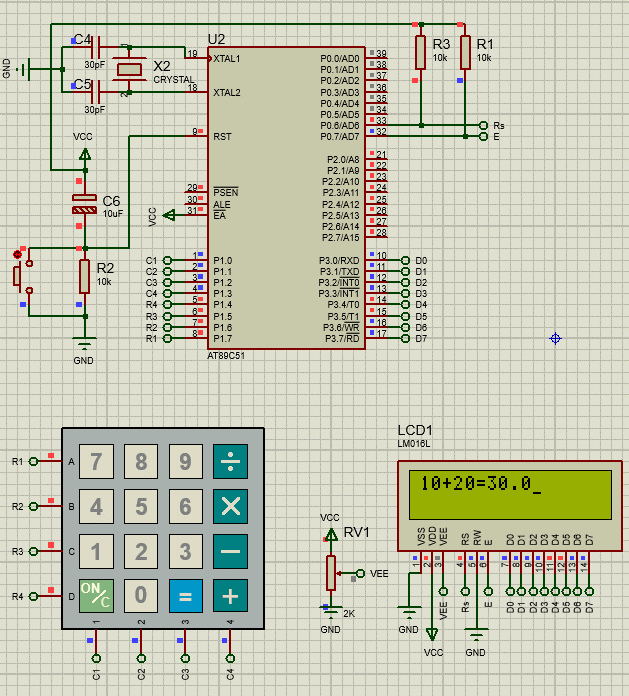 C4
30pF
C5
30pF
GND
X2
CRYSTAL
1
2
VCC
C6
10uF
R2
10k
GND
U2
19 XTAL1
18 XTAL2
9 RST
29 PSEN
30 ALE
31 EA
VCC
C1 1 P1.0
C2 2 P1.1
C3 3 P1.2
C4 4 P1.3
R4 5 P1.4
R3 6 P1.5
R2 7 P1.6
R1 8 P1.7
AT89C51
P0.0/AD0 39
P0.1/AD1 38
P0.2/AD2 37
P0.3/AD3 36
P0.4/AD4 35
P0.5/AD5 34
P0.6/AD6 33
P0.7/AD7 32
P2.0/A8 21
P2.1/A9 22
P2.2/A10 23
P2.3/A11 24
P2.4/A12 25
P2.5/A13 26
P2.6/A14 27
P2.7/A15 28
P3.0/RXD 10 D0
P3.1/TXD 11 D1
P3.2/INT0 12 D2
P3.3/INT1 13 D3
P3.4/T0 14 D4
P3.5/T1 15 D5
P3.6/WR 16 D6
P3.7/RD 17 D7
R3
10k
R1
10k
Rs
E
R1 A 7 8 9 ÷
R2 B 4 5 6 ×
R3 C 1 2 3 −
R4 D ON/C 0 = +
1 2 3 4
C1 C2 C3 C4
VCC
RV1
VEE
2K
GND
LCD1
LM016L
10+20=30.0_
VSS VDD VEE RS RW E D0 D1 D2 D3 D4 D5 D6 D7
1 2 3 4 5 6 7 8 9 10 11 12 13 14
VEE Rs E D0 D1 D2 D3 D4 D5 D6 D7
GND
VCC
GND